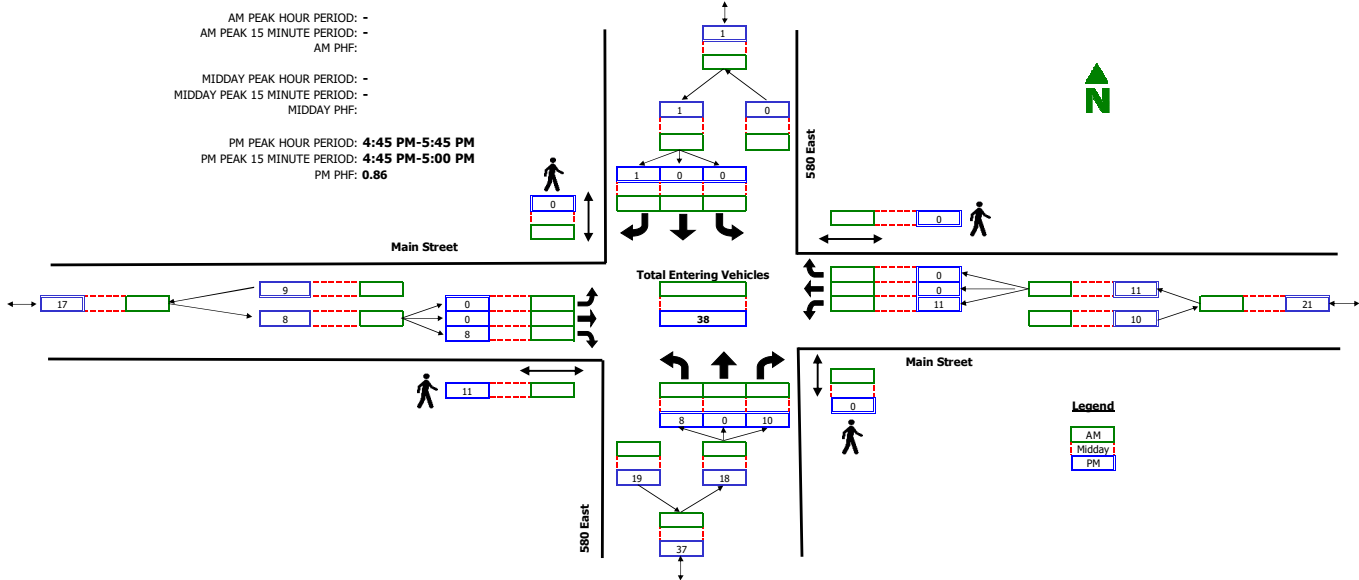 AM PEAK HOUR PERIOD: -
AM PEAK 15 MINUTE PERIOD: -
AM PHF:
MIDDAY PEAK HOUR PERIOD: -
MIDDAY PEAK 15 MINUTE PERIOD: -
MIDDAY PHF:
PM PEAK HOUR PERIOD: 4:45 PM-5:45 PM
PM PEAK 15 MINUTE PERIOD: 4:45 PM-5:00 PM
PM PHF: 0.86
1
N
1
0
580 East
1 0 0
0
0
Main Street
Total Entering Vehicles
38
17
9
8
0
0
8
0
0
11
11
10
21
Main Street
11
0
8 0 10
19
18
580 East
37
Legend
AM
Midday
PM